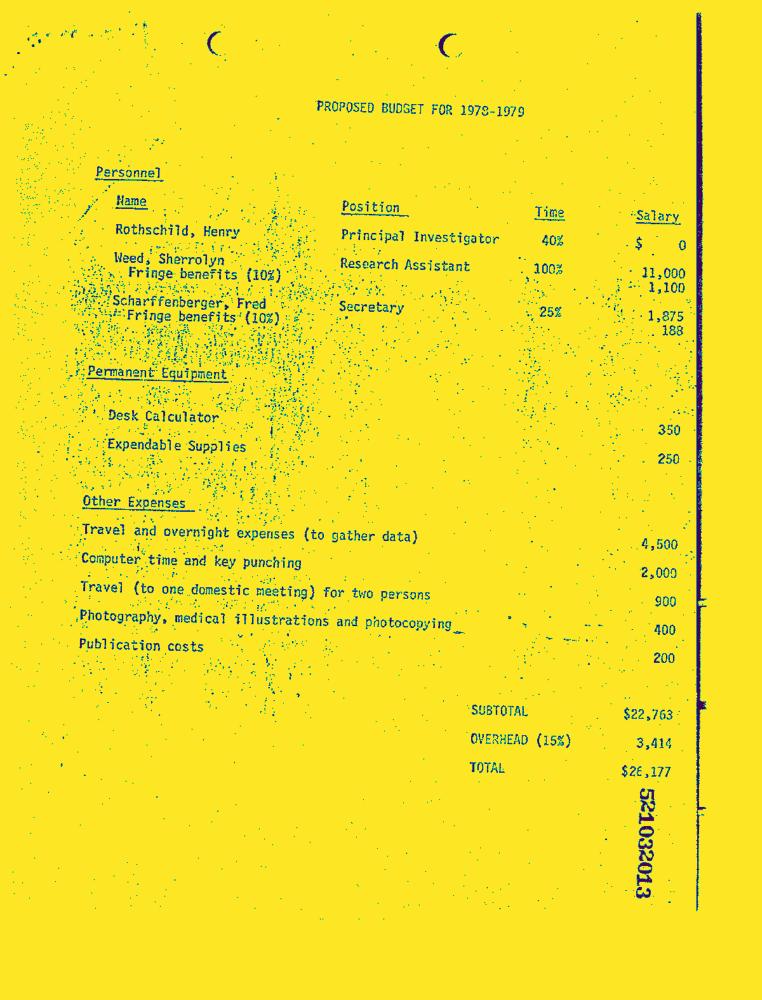 PROPOSED BUDGET FOR 1978-1979
Personnel
Name Position Time Salary
Rothschild, Henry Principal Investigator 40% $ 0
Weed, Sherrolyn Research Assistant 100% 11,000
Fringe benefits (10%) 1,100
Scharffenberger, Fred Secretary 25% 1,875
Fringe benefits (10%) 188
Permanent Equipment
Desk Calculator 350
Expendable Supplies 250
Other Expenses
Travel and overnight expenses (to gather data) 4,500
Computer time and key punching 2,000
Travel (to one domestic meeting) for two persons 900
Photography, medical illustrations and photocopying 400
Publication costs 200
SUBTOTAL $22,763
OVERHEAD (15%) 3,414
TOTAL $26,177
521032013